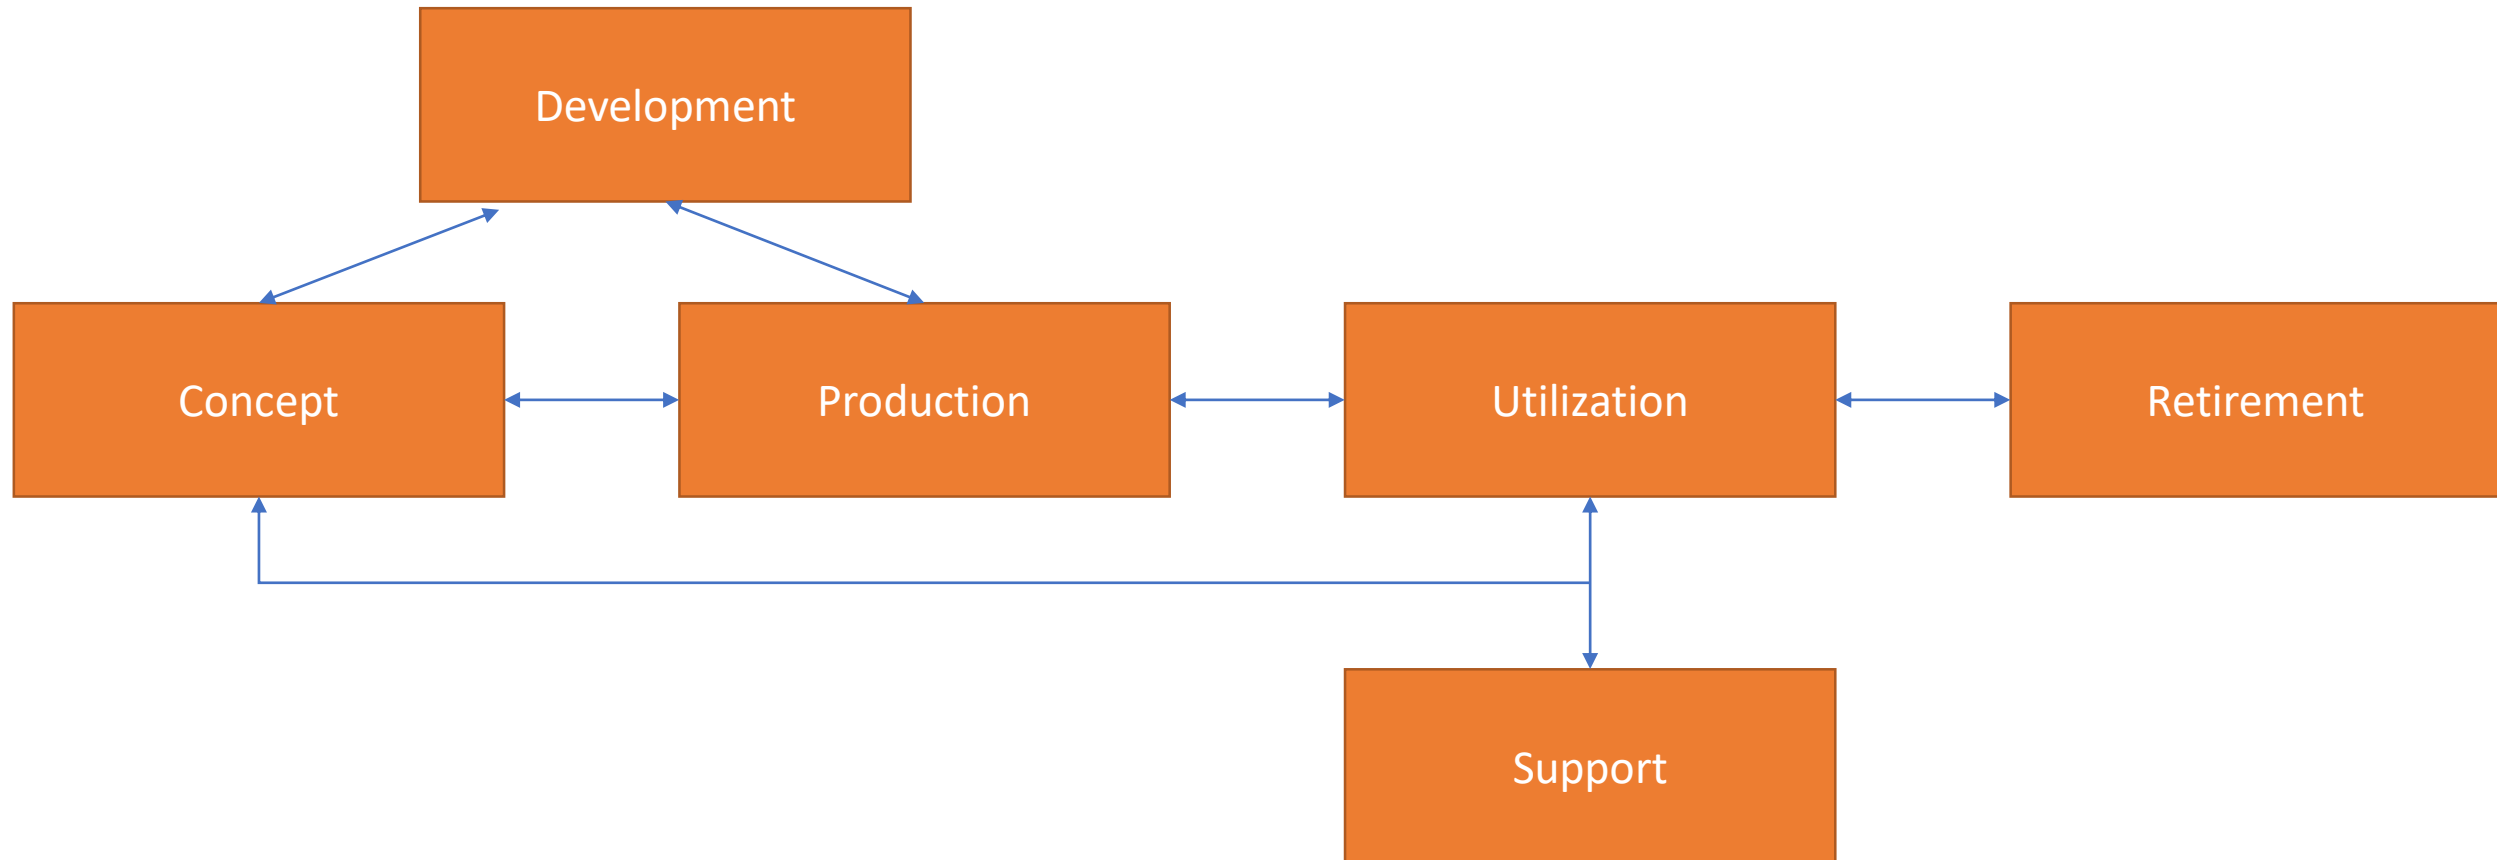 Development
Concept
Production
Utilization
Retirement
Support